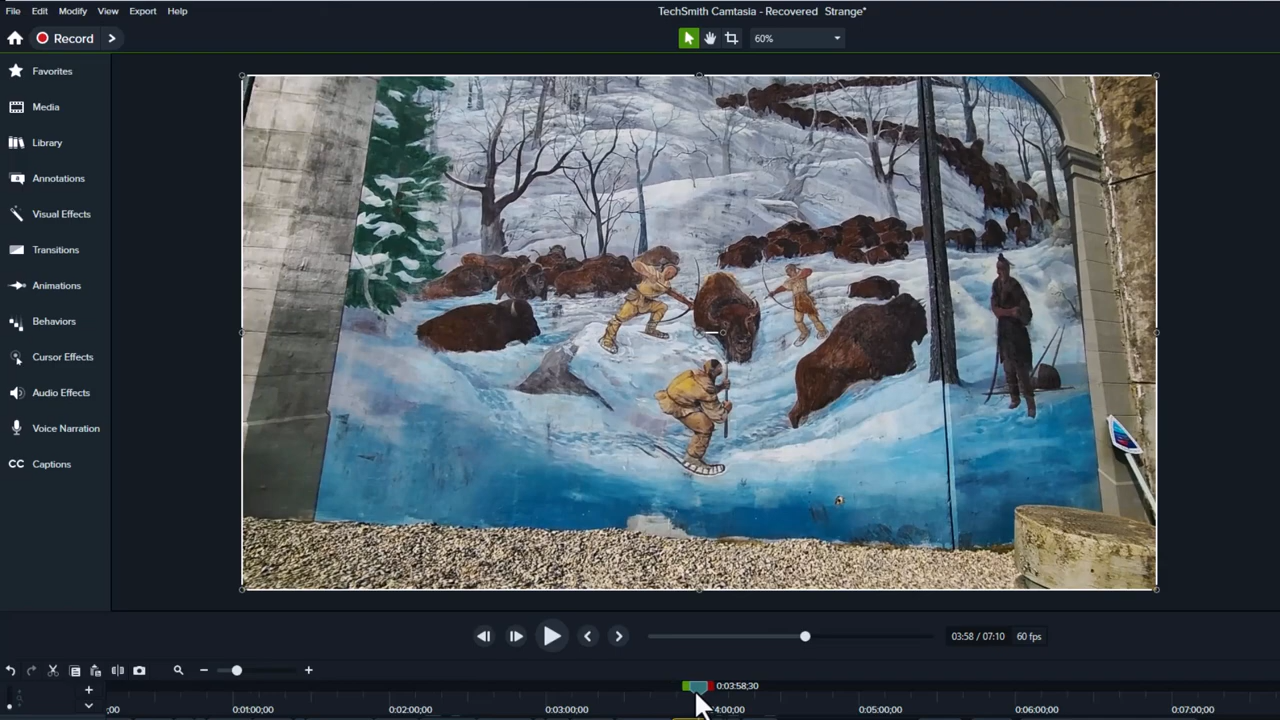 File Edit Modify View Export Help
TechSmith Camtasia - Recovered Strange*
Record
60%
Favorites
Media
Library
Annotations
Visual Effects
Transitions
Animations
Behaviors
Cursor Effects
Audio Effects
Voice Narration
CC Captions
03:58 / 07:10 60 fps
0:03:58;30
;00 0:01:00;00 0:02:00;00 0:03:00;00 4:00;00 0:05:00;00 0:06:00;00 0:07:00;00